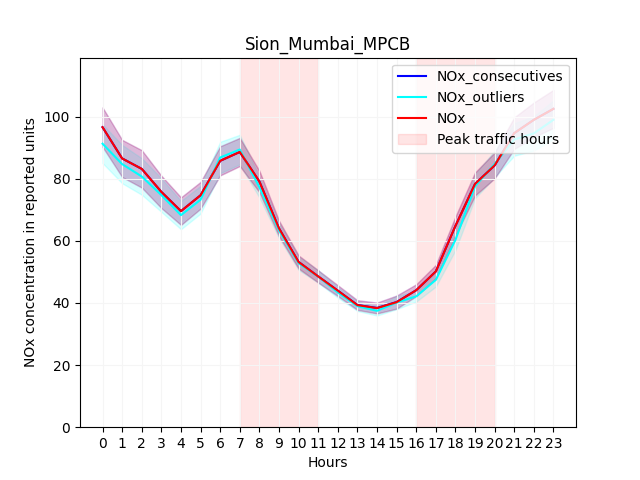 Sion_Mumbai_MPCB
NOx_consecutives
NOx_outliers
NOx
Peak traffic hours
NOx concentration in reported units
100
80
60
40
20
0
0 1 2 3 4 5 6 7 8 9 10 11 12 13 14 15 16 17 18 19 20 21 22 23
Hours